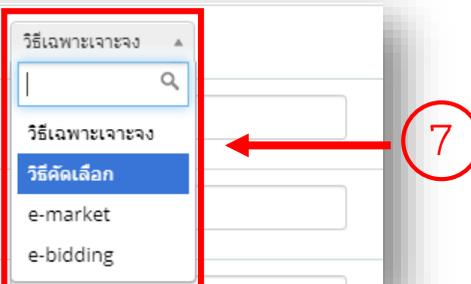 วิธีเฉพาะเจาะจง
วิธีเฉพาะเจาะจง
วิธีคัดเลือก
e-market
e-bidding
7